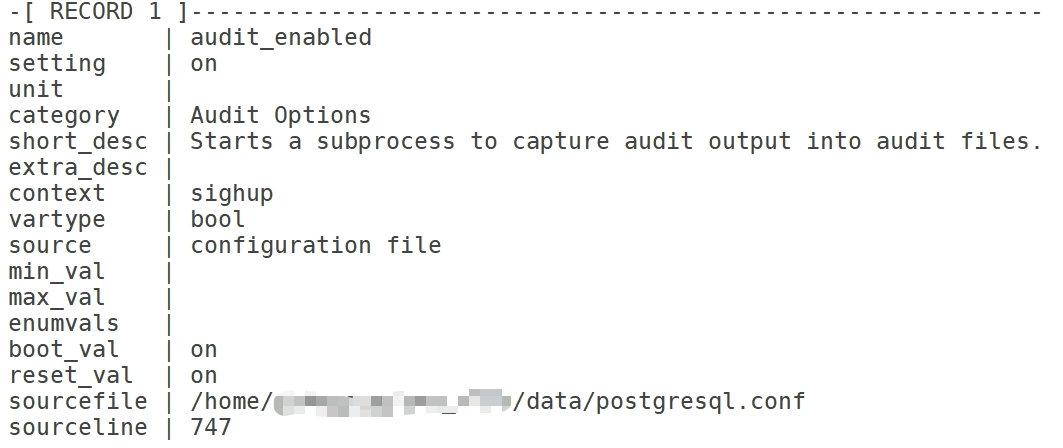 -[ RECORD 1 ]--------------------------------------------------------------
name        | audit_enabled
setting     | on
unit        |
category    | Audit Options
short_desc  | Starts a subprocess to capture audit output into audit files.
extra_desc  |
context     | sighup
vartype     | bool
source      | configuration file
min_val     |
max_val     |
enumvals    |
boot_val    | on
reset_val   | on
sourcefile  | /home/ /data/postgresql.conf
sourceline  | 747